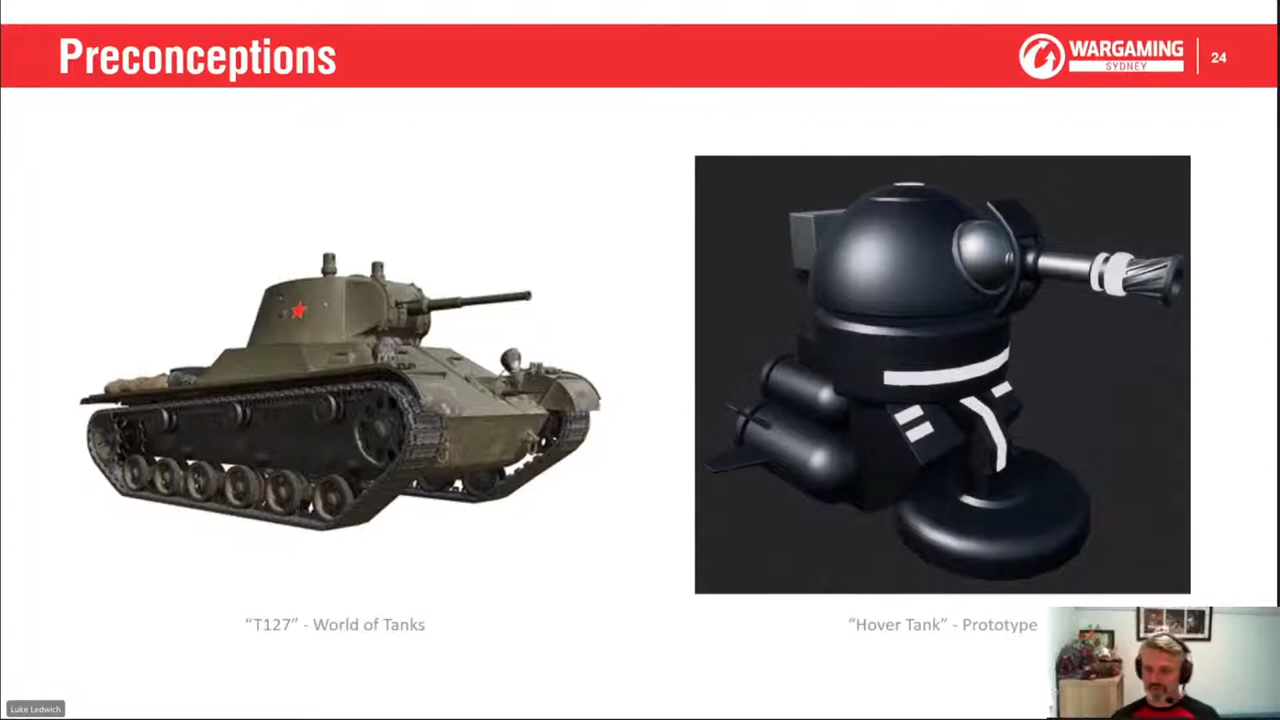 Preconceptions
WARGAMING
SYDNEY
24
"T127" - World of Tanks
"Hover Tank" - Prototype
Luke Ledwich